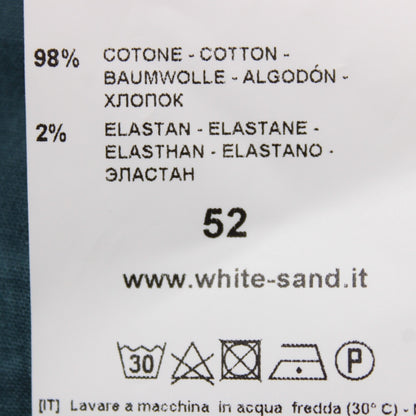 98% COTONE - COTTON -
BAUMWOLLE - ALGODÓN -
ХЛОПОК
2% ELASTAN - ELASTANE -
ELASTHAN - ELASTANO -
ЭЛАСТАН
52
www.white-sand.it
30 P
[IT] Lavare a macchina in acqua fredda (30° C) -